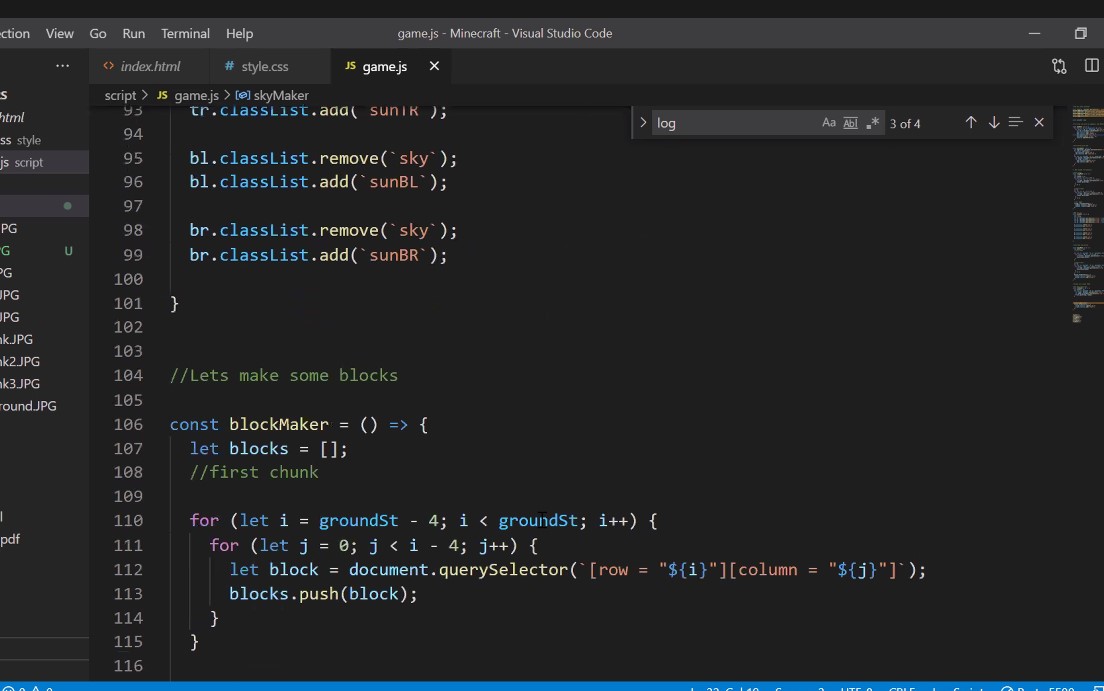 ction View Go Run Terminal Help game.js - Minecraft - Visual Studio Code
index.html style.css JS game.js
script > JS game.js > skyMaker
log Aa Abl .* 3 of 4
S
html
ss style
js script
PG
G U
PG
JPG
JPG
nk.JPG
nk2.JPG
nk3.JPG
round.JPG
l
pdf
93 tr.classList.add(`sunTR`);
94
95 bl.classList.remove(`sky`);
96 bl.classList.add(`sunBL`);
97
98 br.classList.remove(`sky`);
99 br.classList.add(`sunBR`);
100
101 }
102
103
104 //Lets make some blocks
105
106 const blockMaker = () => {
107 let blocks = [];
108 //first chunk
109
110 for (let i = groundSt - 4; i < groundSt; i++) {
111 for (let j = 0; j < i - 4; j++) {
112 let block = document.querySelector(`[row = "${i}"][column = "${j}"]`);
113 blocks.push(block);
114 }
115 }
116